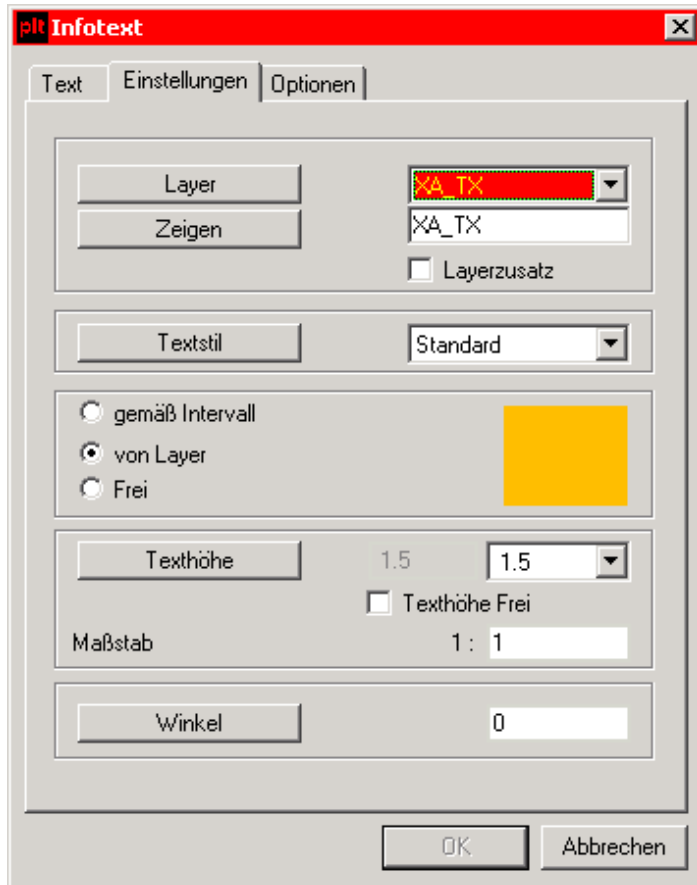 plt Infotext
Text Einstellungen Optionen
Layer XA_TX
Zeigen XA_TX
Layerzusatz
Textstil Standard
gemäß Intervall
von Layer
Frei
Texthöhe 1.5 1.5
Texthöhe Frei
Maßstab 1 : 1
Winkel 0
OK Abbrechen